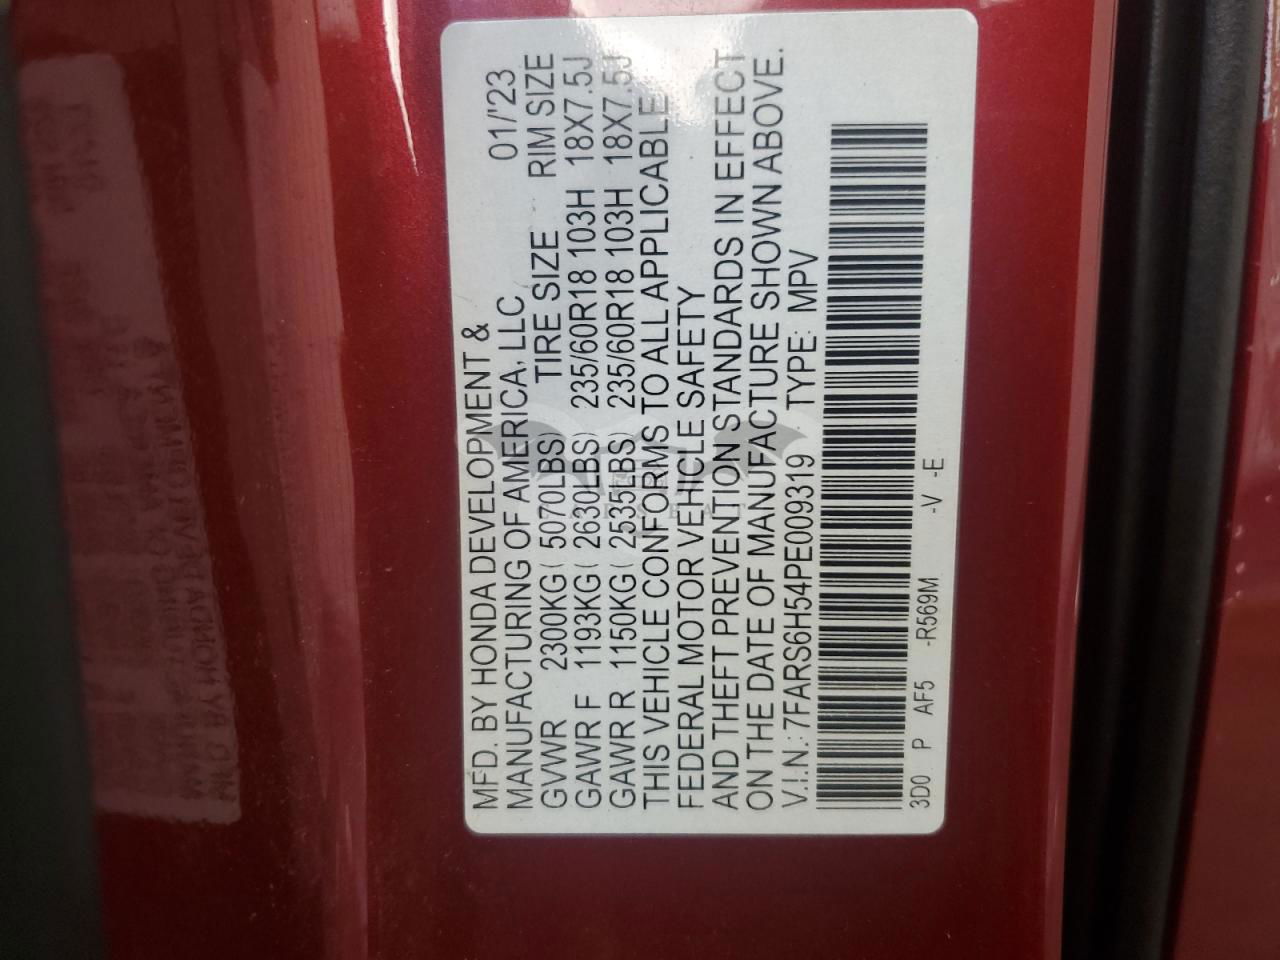 MFD. BY HONDA DEVELOPMENT &
MANUFACTURING OF AMERICA, LLC 01/'23
GVWR 2300KG( 5070LBS) TIRE SIZE RIM SIZE
GAWR F 1193KG( 2630LBS) 235/60R18 103H 18X7.5J
GAWR R 1150KG( 2535LBS) 235/60R18 103H 18X7.5J
THIS VEHICLE CONFORMS TO ALL APPLICABLE
FEDERAL MOTOR VEHICLE SAFETY
AND THEFT PREVENTION STANDARDS IN EFFECT
ON THE DATE OF MANUFACTURE SHOWN ABOVE.
V.I.N.: 7FARS6H54PE009319 TYPE: MPV
3D0 P AF5 -R569M -V -E